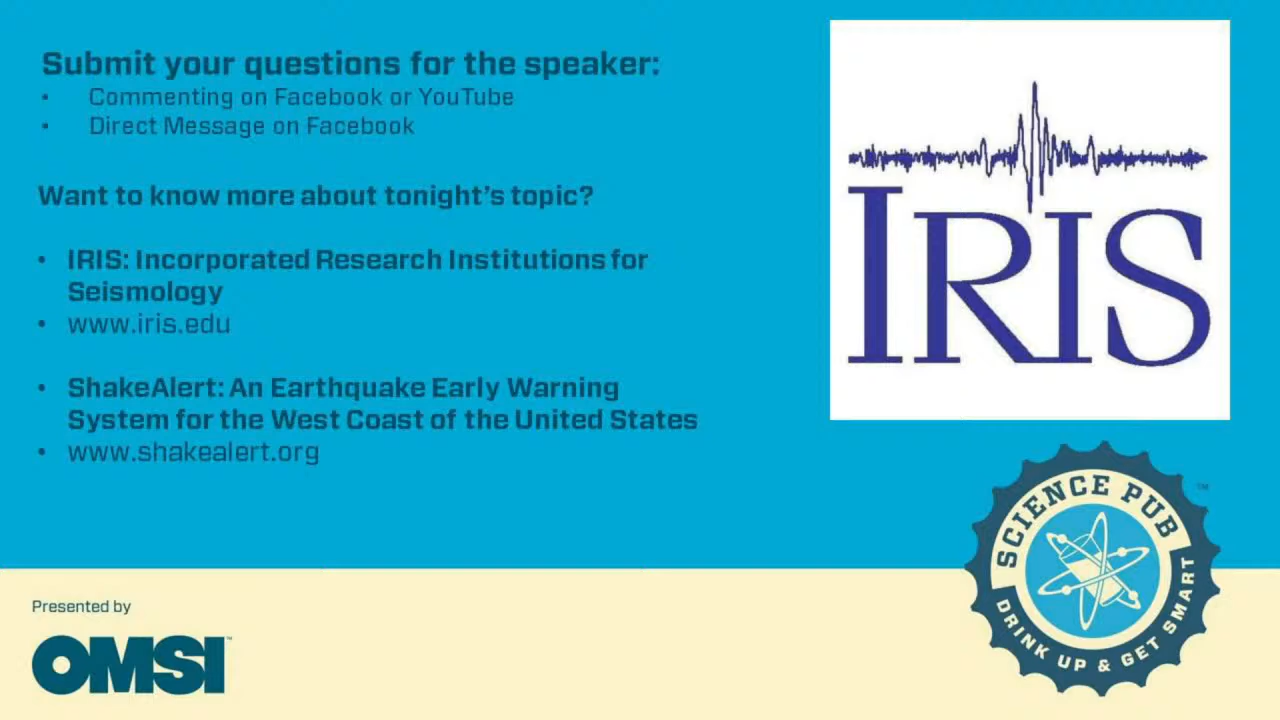 Submit your questions for the speaker:
• Commenting on Facebook or YouTube
• Direct Message on Facebook
Want to know more about tonight's topic?
• IRIS: Incorporated Research Institutions for
Seismology
• www.iris.edu
• ShakeAlert: An Earthquake Early Warning
System for the West Coast of the United States
• www.shakealert.org
IRIS
SCIENCE PUB ™
DRINK UP & GET SMART
Presented by
OMSI™